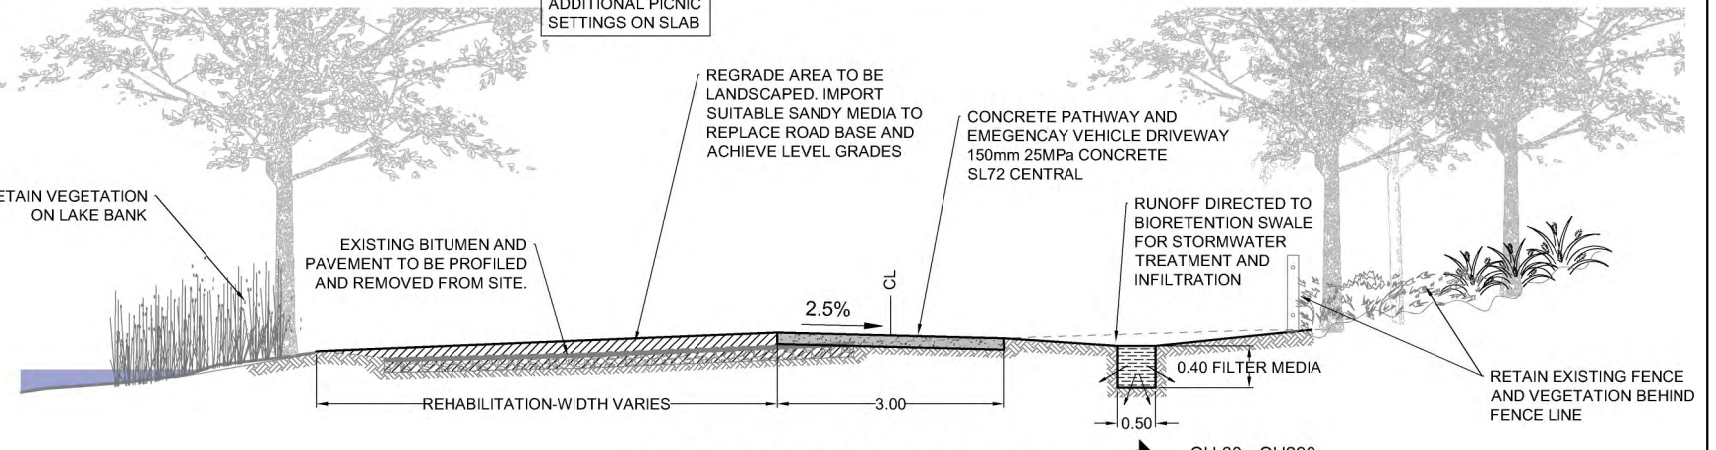 ADDITIONAL PICNIC
SETTINGS ON SLAB
REGRADE AREA TO BE
LANDSCAPED. IMPORT
SUITABLE SANDY MEDIA TO
REPLACE ROAD BASE AND
ACHIEVE LEVEL GRADES
CONCRETE PATHWAY AND
EMEGENCAY VEHICLE DRIVEWAY
150mm 25MPa CONCRETE
SL72 CENTRAL
ETAIN VEGETATION
ON LAKE BANK
RUNOFF DIRECTED TO
BIORETENTION SWALE
FOR STORMWATER
TREATMENT AND
INFILTRATION
EXISTING BITUMEN AND
PAVEMENT TO BE PROFILED
AND REMOVED FROM SITE.
CL
2.5%
0.40 FILTER MEDIA
RETAIN EXISTING FENCE
AND VEGETATION BEHIND
FENCE LINE
REHABILITATION-WIDTH VARIES
3.00
0.50